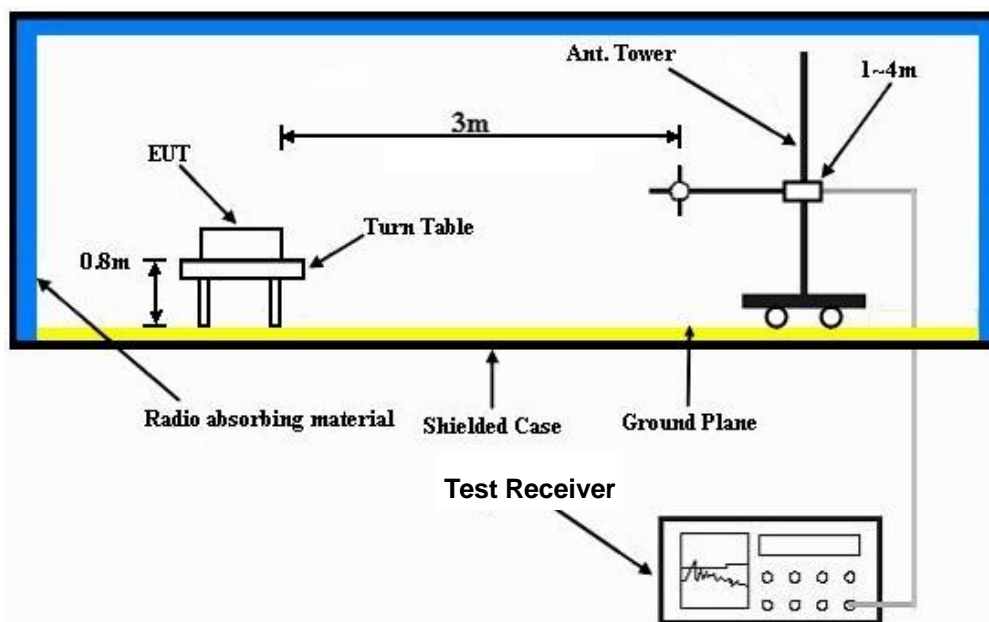 Ant. Tower
1~4m
3m
EUT
Turn Table
0.8m
Radio absorbing material
Shielded Case
Ground Plane
Test Receiver